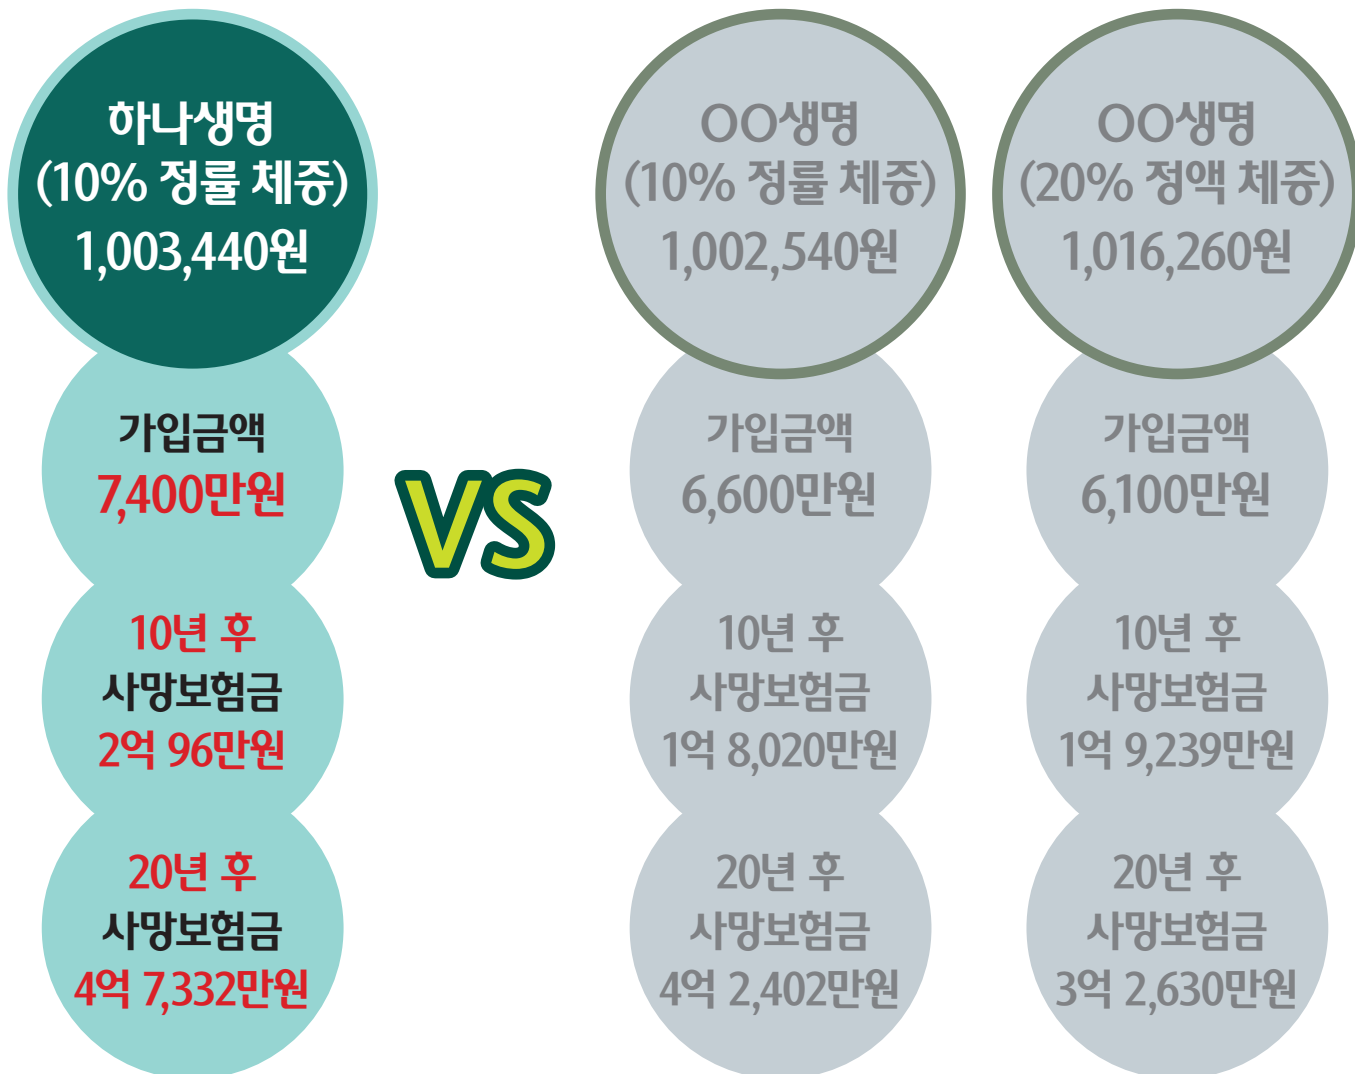 하나생명
(10% 정률 체증)
1,003,440원
가입금액
7,400만원
10년 후
사망보험금
2억 96만원
20년 후
사망보험금
4억 7,332만원
VS
OO생명
(10% 정률 체증)
1,002,540원
가입금액
6,600만원
10년 후
사망보험금
1억 8,020만원
20년 후
사망보험금
4억 2,402만원
OO생명
(20% 정액 체증)
1,016,260원
가입금액
6,100만원
10년 후
사망보험금
1억 9,239만원
20년 후
사망보험금
3억 2,630만원